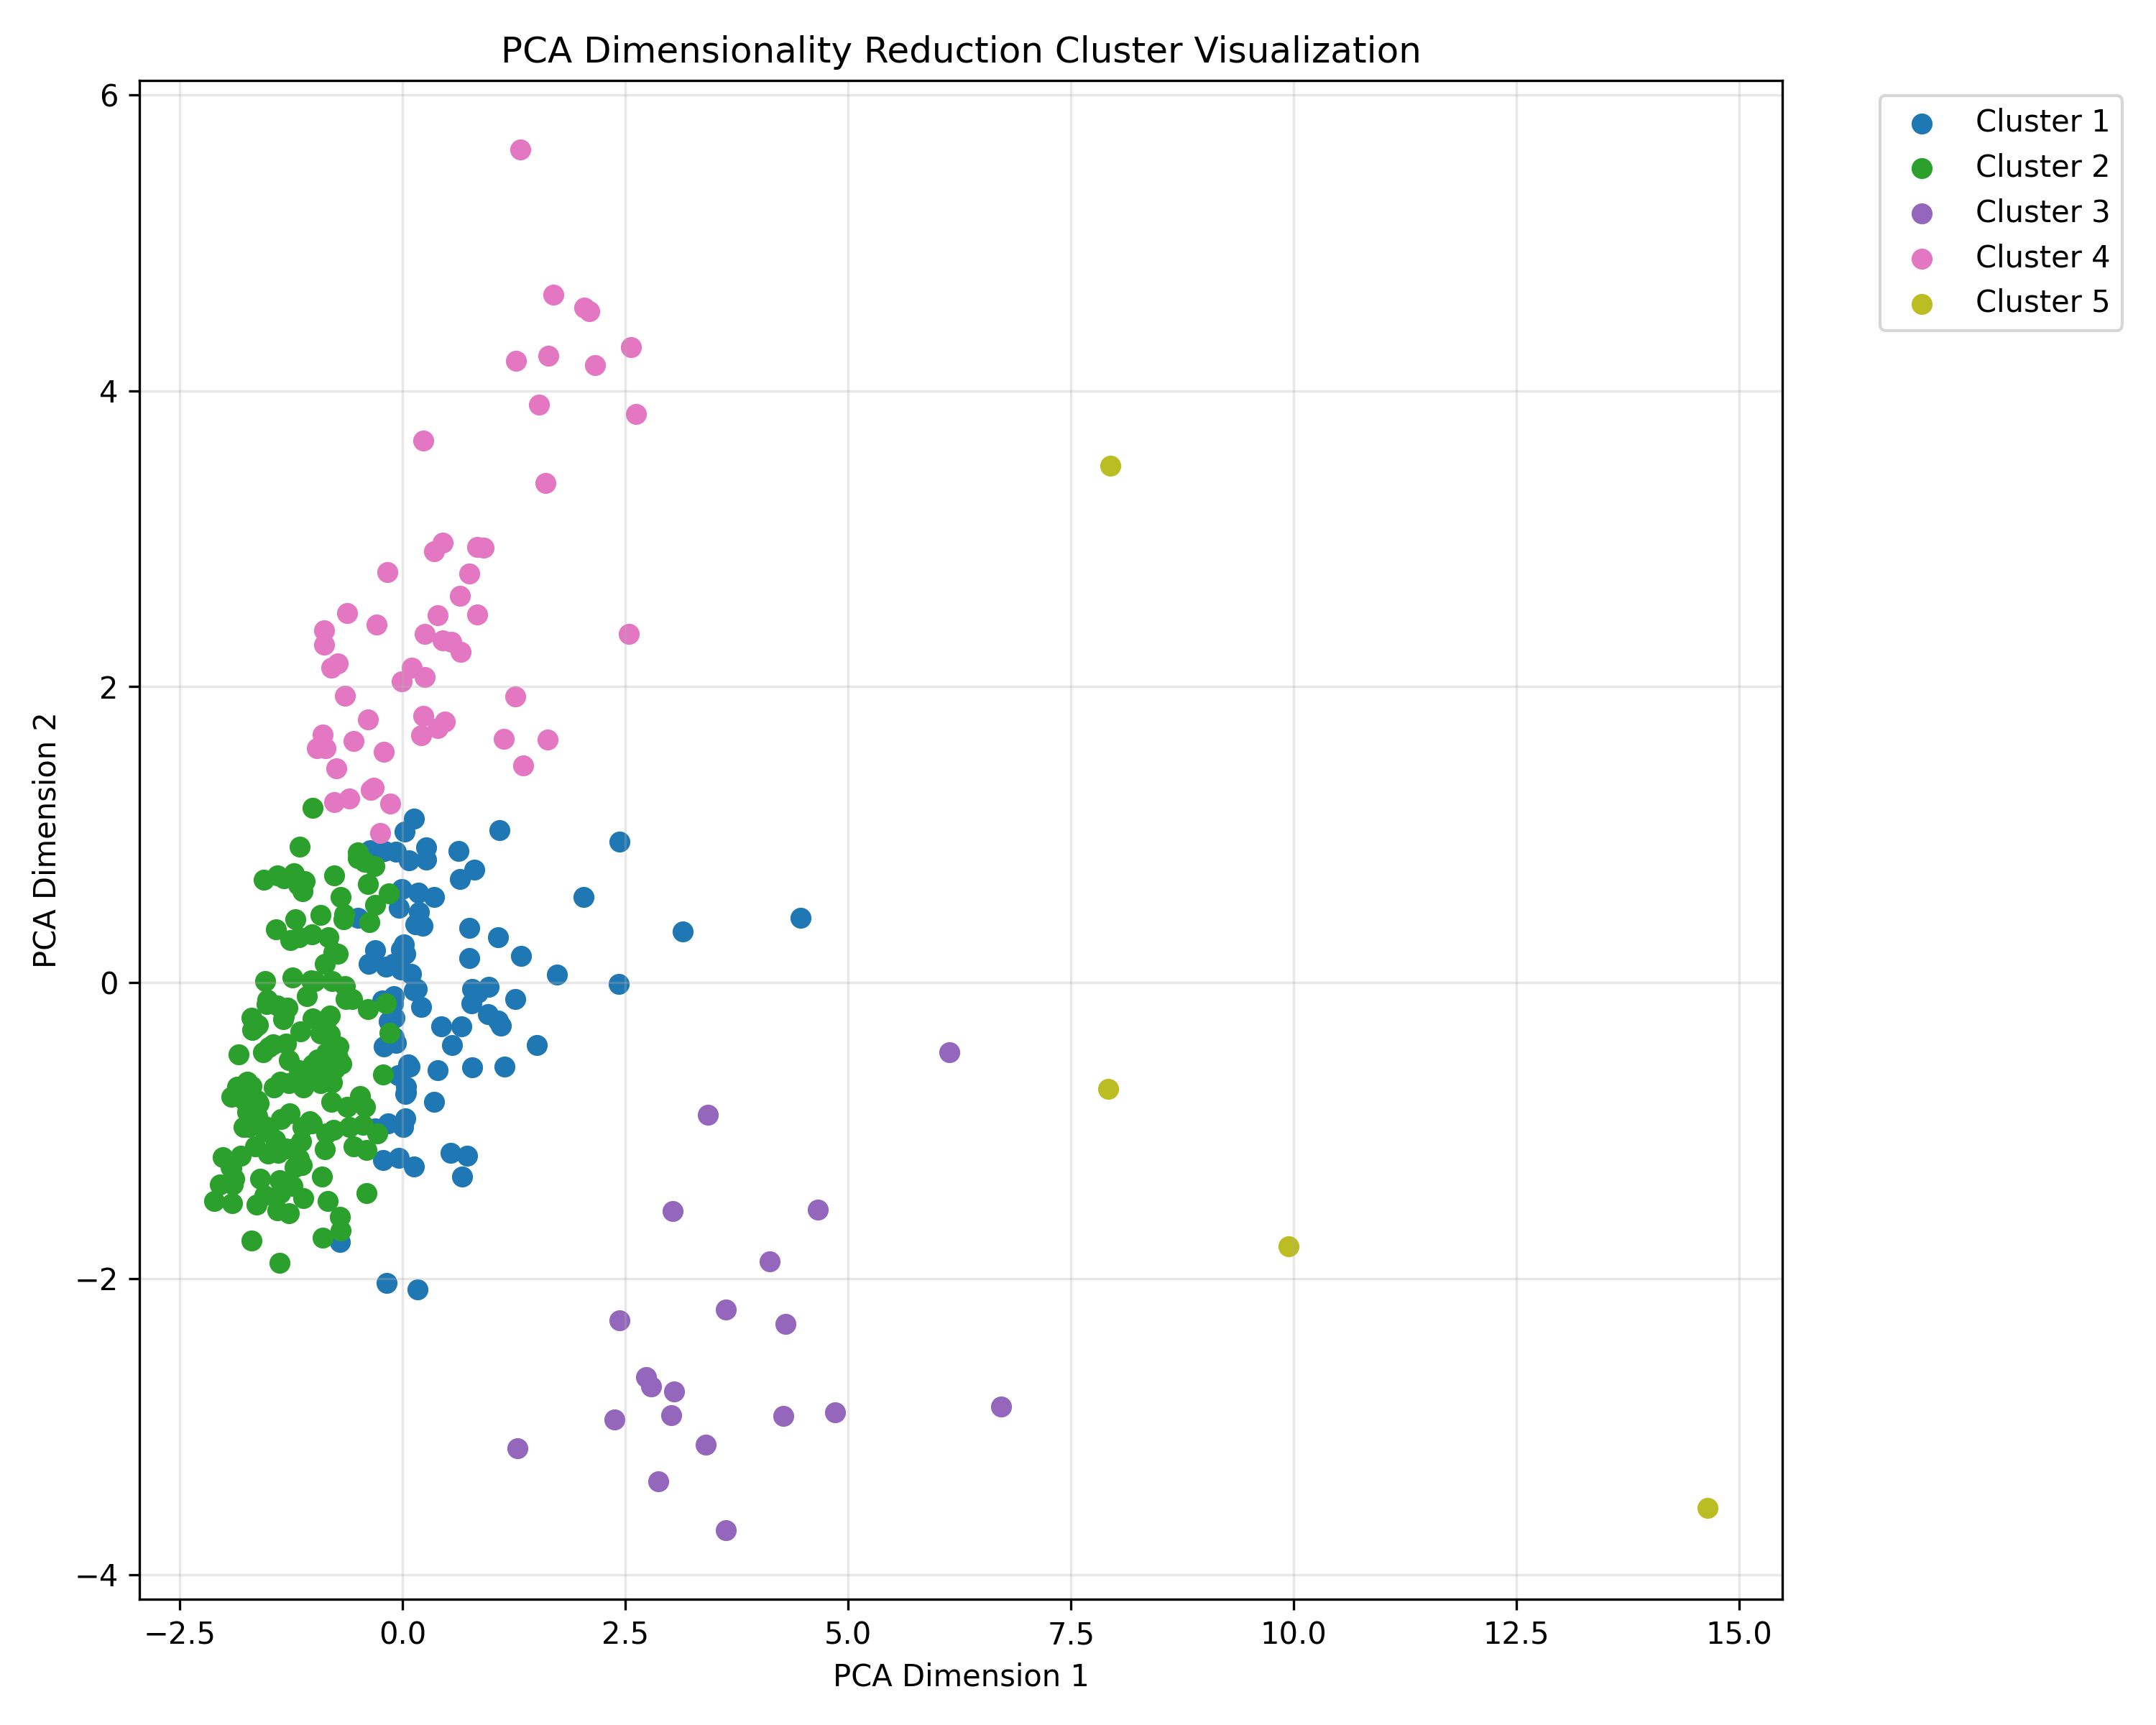 PCA Dimensionality Reduction Cluster Visualization
Cluster 1
Cluster 2
Cluster 3
Cluster 4
Cluster 5
PCA Dimension 2
6
4
2
0
−2
−4
−2.5
0.0
2.5
5.0
7.5
10.0
12.5
15.0
PCA Dimension 1